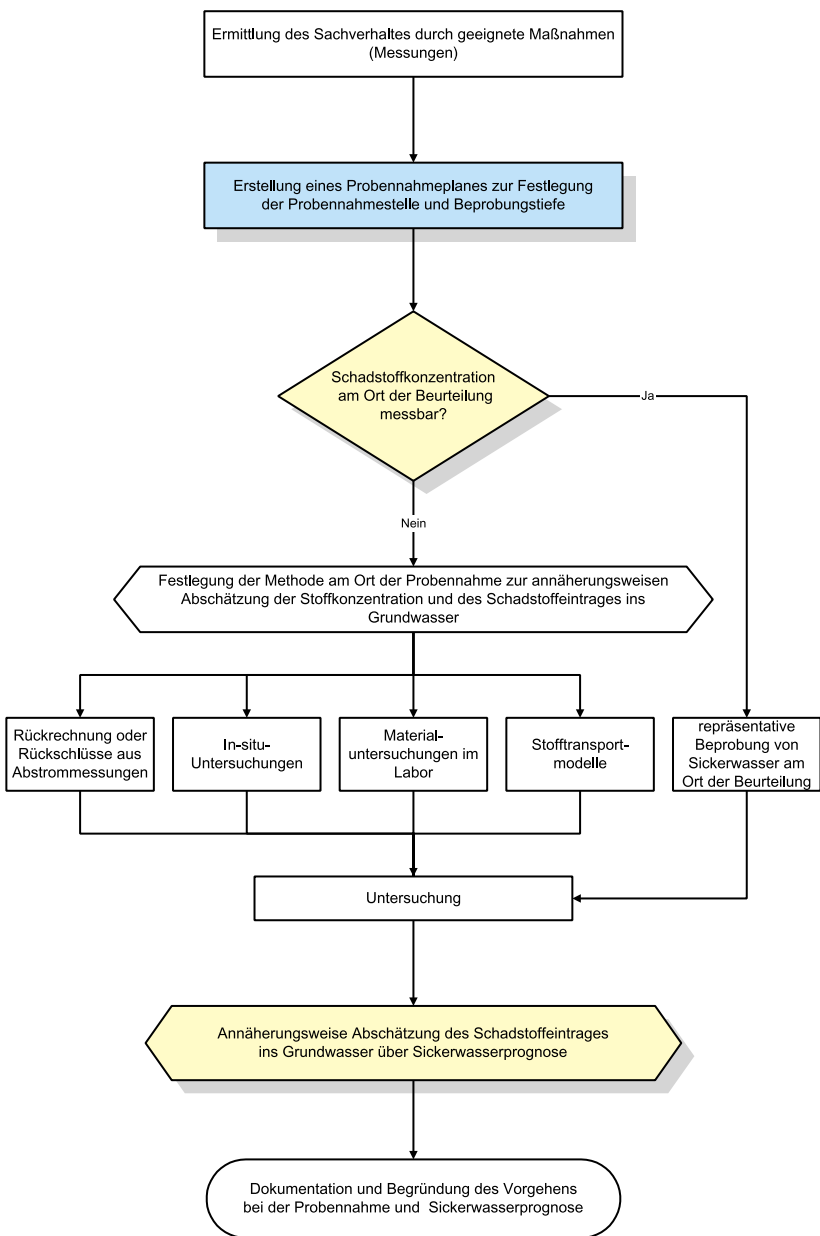 Ermittlung des Sachverhaltes durch geeignete Maßnahmen
(Messungen)
Erstellung eines Probennahmeplanes zur Festlegung
der Probennahmestelle und Beprobungstiefe
Schadstoffkonzentration
am Ort der Beurteilung
messbar?
Ja
Nein
Festlegung der Methode am Ort der Probennahme zur annäherungsweisen
Abschätzung der Stoffkonzentration und des Schadstoffeintrages ins
Grundwasser
Rückrechnung oder
Rückschlüsse aus
Abstrommessungen
In-situ-
Untersuchungen
Material-
untersuchungen im
Labor
Stofftransport-
modelle
repräsentative
Beprobung von
Sickerwasser am
Ort der Beurteilung
Untersuchung
Annäherungsweise Abschätzung des Schadstoffeintrages
ins Grundwasser über Sickerwasserprognose
Dokumentation und Begründung des Vorgehens
bei der Probennahme und Sickerwasserprognose